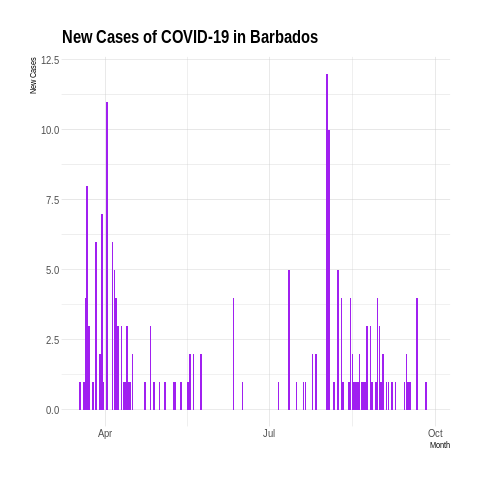 New Cases of COVID-19 in Barbados
New Cases
12.5
10.0
7.5
5.0
2.5
0.0
Apr
Jul
Oct
Month